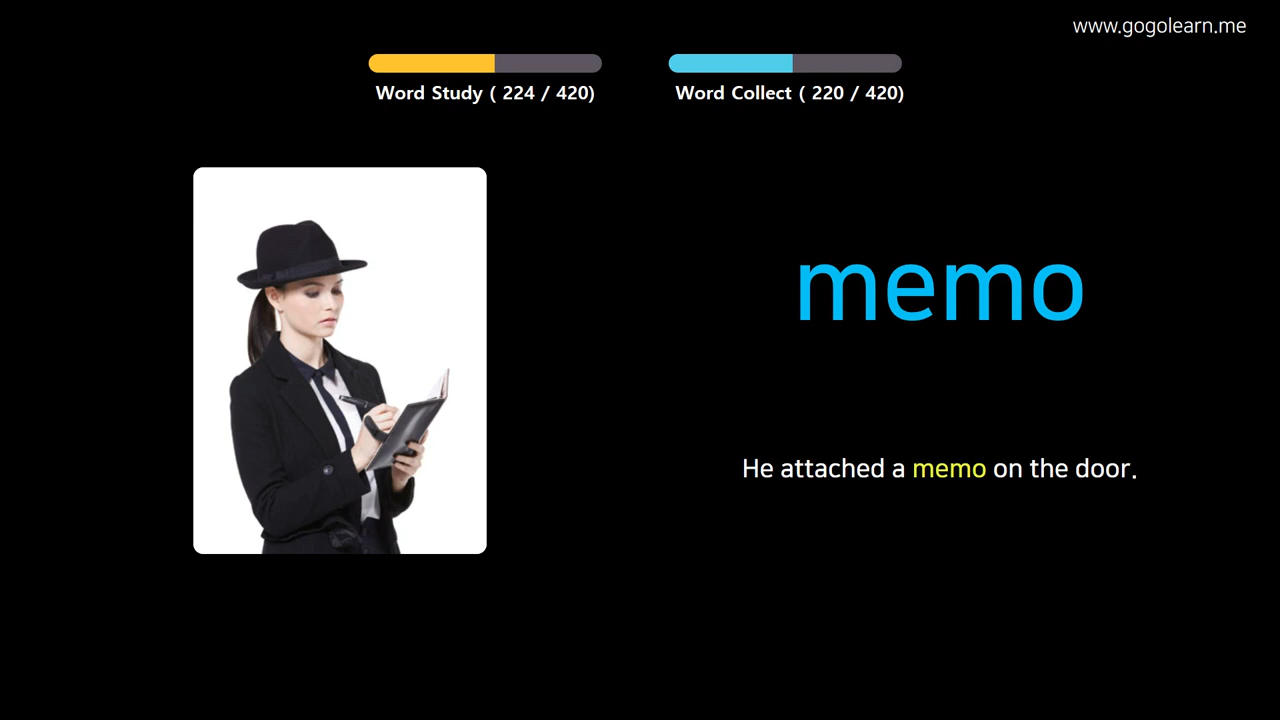 www.gogolearn.me
Word Study ( 224 / 420)
Word Collect ( 220 / 420)
memo
He attached a memo on the door.